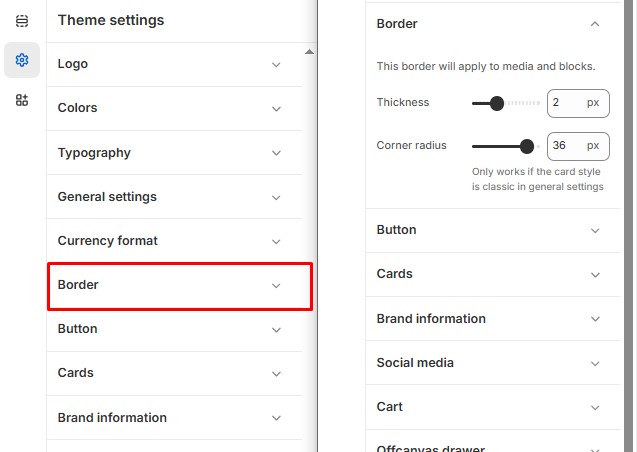 Theme settings
Logo
Colors
Typography
General settings
Currency format
Border
Button
Cards
Brand information
Border
This border will apply to media and blocks.
Thickness
2 px
Corner radius
36 px
Only works if the card style
is classic in general settings
Button
Cards
Brand information
Social media
Cart
Offcanvas drawer